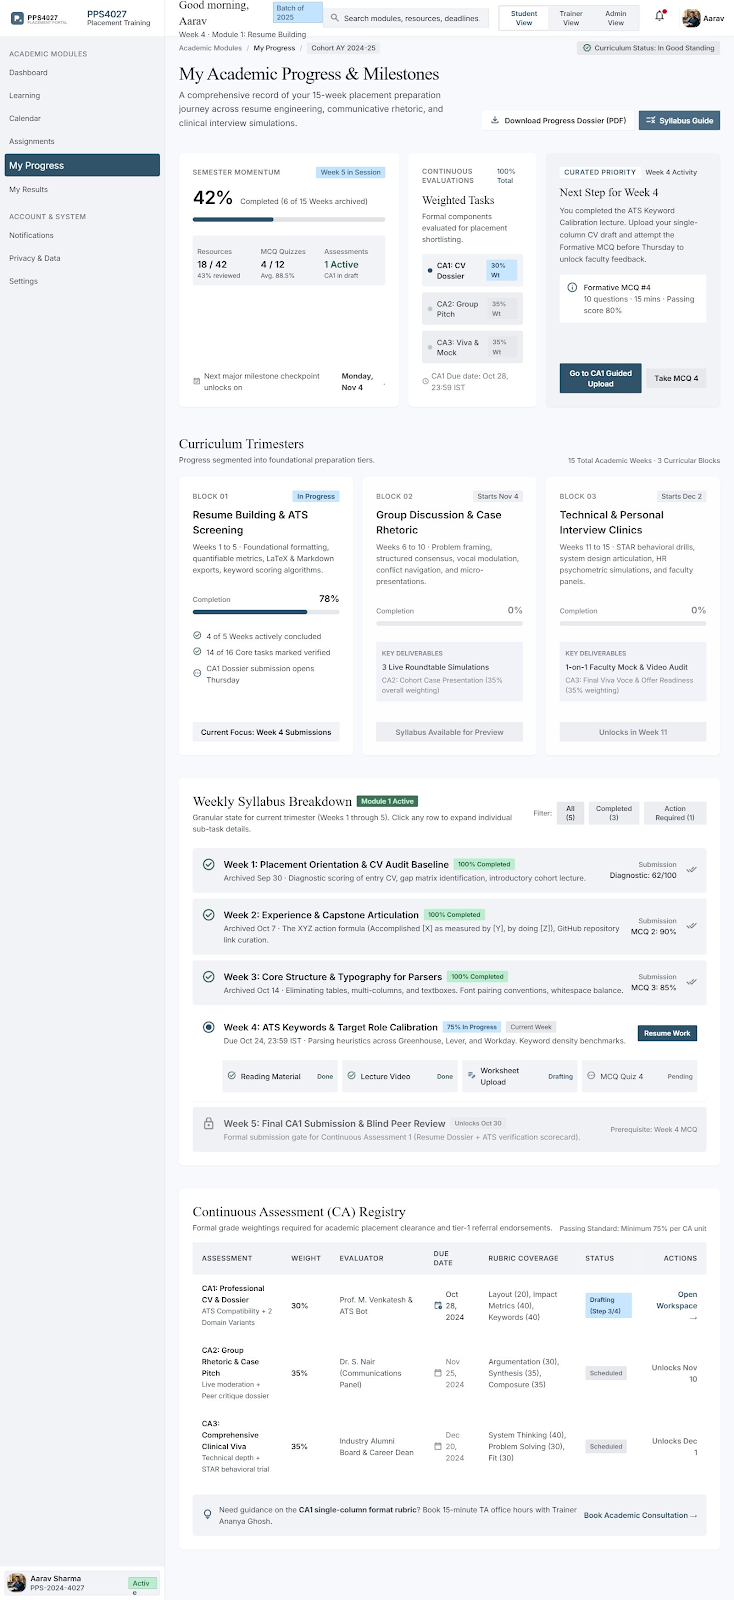 PPS4027
PLACEMENT PORTAL
PPS4027
Placement Training
Good morning,
Aarav
Batch of
2025
Week 4 · Module 1: Resume Building
Search modules, resources, deadlines
Student
View
Trainer
View
Admin
View
Aarav
ACADEMIC MODULES
Dashboard
Learning
Calendar
Assignments
My Progress
My Results
ACCOUNT & SYSTEM
Notifications
Privacy & Data
Settings
Academic Modules / My Progress / Cohort AY 2024-25
Curriculum Status: In Good Standing
My Academic Progress & Milestones
A comprehensive record of your 15-week placement preparation
journey across resume engineering, communicative rhetoric, and
clinical interview simulations.
Download Progress Dossier (PDF)
Syllabus Guide
SEMESTER MOMENTUM
Week 5 in Session
42% Completed (6 of 15 Weeks archived)
Resources
18 / 42
43% reviewed
MCQ Quizzes
4 / 12
Avg. 88.5%
Assessments
1 Active
CA1 in draft
Next major milestone checkpoint
unlocks on
Monday,
Nov 4
CONTINUOUS
EVALUATIONS
100%
Total
Weighted Tasks
Formal components
evaluated for placement
shortlisting.
CA1: CV
Dossier
30%
Wt
CA2: Group
Pitch
35%
Wt
CA3: Viva &
Mock
35%
Wt
CA1 Due date: Oct 28,
23:59 IST
CURATED PRIORITY
Week 4 Activity
Next Step for Week 4
You completed the ATS Keyword
Calibration lecture. Upload your single-
column CV draft and attempt the
Formative MCQ before Thursday to
unlock faculty feedback.
Formative MCQ #4
10 questions · 15 mins · Passing
score 80%
Go to CA1 Guided
Upload
Take MCQ 4
Curriculum Trimesters
Progress segmented into foundational preparation tiers.
15 Total Academic Weeks · 3 Curricular Blocks
BLOCK 01
In Progress
Resume Building & ATS
Screening
Weeks 1 to 5 · Foundational formatting,
quantifiable metrics, LaTeX & Markdown
exports, keyword scoring algorithms.
Completion 78%
4 of 5 Weeks actively concluded
14 of 16 Core tasks marked verified
CA1 Dossier submission opens
Thursday
Current Focus: Week 4 Submissions
BLOCK 02
Starts Nov 4
Group Discussion & Case
Rhetoric
Weeks 6 to 10 · Problem framing,
structured consensus, vocal modulation,
conflict navigation, and micro-
presentations.
Completion 0%
KEY DELIVERABLES
3 Live Roundtable Simulations
CA2: Cohort Case Presentation (35%
overall weighting)
Syllabus Available for Preview
BLOCK 03
Starts Dec 2
Technical & Personal
Interview Clinics
Weeks 11 to 15 · STAR behavioral drills,
system design articulation, HR
psychometric simulations, and faculty
panels.
Completion 0%
KEY DELIVERABLES
1-on-1 Faculty Mock & Video Audit
CA3: Final Viva Voce & Offer Readiness
(35% weighting)
Unlocks in Week 11
Weekly Syllabus Breakdown Module 1 Active
Granular state for current trimester (Weeks 1 through 5). Click any row to expand individual
sub-task details.
Filter:
All
(5)
Completed
(3)
Action
Required (1)
Week 1: Placement Orientation & CV Audit Baseline 100% Completed
Archived Sep 30 · Diagnostic scoring of entry CV, gap matrix identification, introductory cohort lecture.
Submission
Diagnostic: 62/100
Week 2: Experience & Capstone Articulation 100% Completed
Archived Oct 7 · The XYZ action formula (Accomplished [X] as measured by [Y], by doing [Z]), GitHub repository
link curation.
Submission
MCQ 2: 90%
Week 3: Core Structure & Typography for Parsers 100% Completed
Archived Oct 14 · Eliminating tables, multi-columns, and textboxes. Font pairing conventions, whitespace balance.
Submission
MCQ 3: 85%
Week 4: ATS Keywords & Target Role Calibration 75% In Progress Current Week
Due Oct 24, 23:59 IST · Parsing heuristics across Greenhouse, Lever, and Workday. Keyword density benchmarks.
Resume Work
Reading Material Done
Lecture Video Done
Worksheet
Upload
Drafting
MCQ Quiz 4 Pending
Week 5: Final CA1 Submission & Blind Peer Review Unlocks Oct 30
Formal submission gate for Continuous Assessment 1 (Resume Dossier + ATS verification scorecard).
Prerequisite: Week 4 MCQ
Continuous Assessment (CA) Registry
Formal grade weightings required for academic placement clearance and tier-1 referral endorsements.
Passing Standard: Minimum 75% per CA unit
ASSESSMENT WEIGHT EVALUATOR DUE
DATE
RUBRIC COVERAGE STATUS ACTIONS
CA1: Professional
CV & Dossier
ATS Compatibility + 2
Domain Variants
30%
Prof. M. Venkatesh &
ATS Bot
Oct
28,
2024
Layout (20), Impact
Metrics (40),
Keywords (40)
Drafting
(Step 3/4)
Open
Workspace
→
CA2: Group
Rhetoric & Case
Pitch
Live moderation +
Peer critique dossier
35%
Dr. S. Nair
(Communications
Panel)
Nov
25,
2024
Argumentation (30),
Synthesis (35),
Composure (35)
Scheduled
Unlocks Nov
10
CA3:
Comprehensive
Clinical Viva
Technical depth +
STAR behavioral trial
35%
Industry Alumni
Board & Career Dean
Dec
20,
2024
System Thinking (40),
Problem Solving (30),
Fit (30)
Scheduled
Unlocks Dec
1
Need guidance on the CA1 single-column format rubric? Book 15-minute TA office hours with Trainer
Ananya Ghosh.
Book Academic Consultation →
Aarav Sharma
PPS-2024-4027
Activ
e